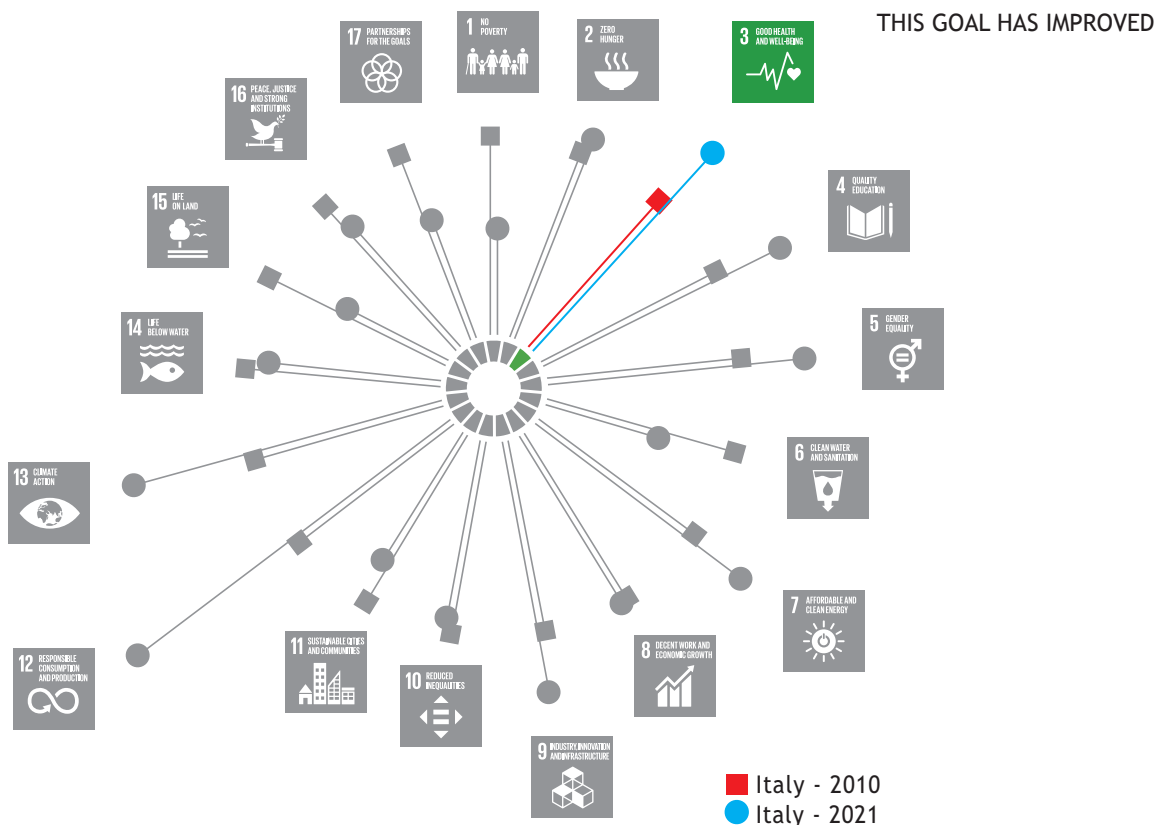 THIS GOAL HAS IMPROVED
1 NO
POVERTY
2 ZERO
HUNGER
3 GOOD HEALTH
AND WELL-BEING
4 QUALITY
EDUCATION
5 GENDER
EQUALITY
6 CLEAN WATER
AND SANITATION
7 AFFORDABLE AND
CLEAN ENERGY
8 DECENT WORK AND
ECONOMIC GROWTH
9 INDUSTRY, INNOVATION
AND INFRASTRUCTURE
10 REDUCED
INEQUALITIES
11 SUSTAINABLE CITIES
AND COMMUNITIES
12 RESPONSIBLE
CONSUMPTION
AND PRODUCTION
13 CLIMATE
ACTION
14 LIFE
BELOW WATER
15 LIFE
ON LAND
16 PEACE, JUSTICE
AND STRONG
INSTITUTIONS
17 PARTNERSHIPS
FOR THE GOALS
Italy - 2010
Italy - 2021